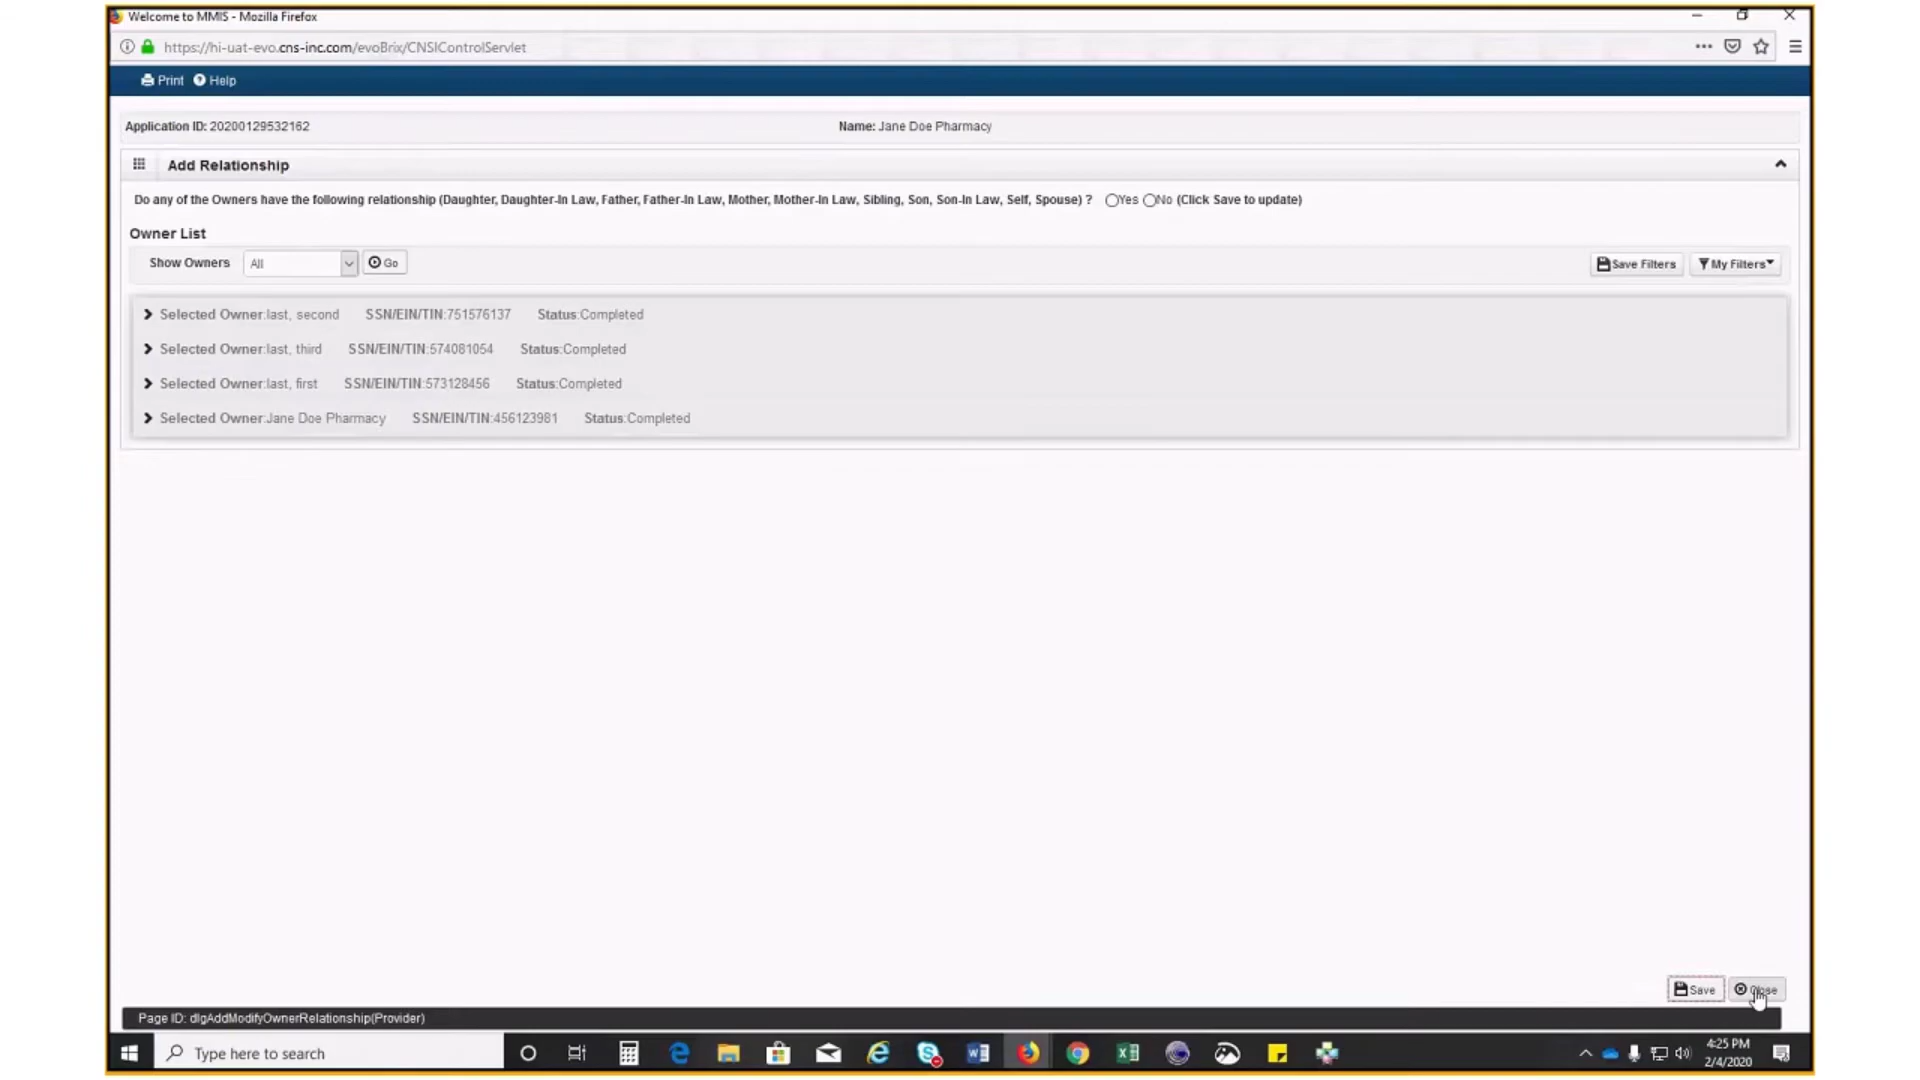 Welcome to MMIS - Mozilla Firefox
https://hi-uat-evo.cns-inc.com/evoBrix/CNSIControlServlet
Print Help
Application ID: 20200129532162 Name: Jane Doe Pharmacy
Add Relationship
Do any of the Owners have the following relationship (Daughter, Daughter-In Law, Father, Father-In Law, Mother, Mother-In Law, Sibling, Son, Son-In Law, Self, Spouse) ? Yes No (Click Save to update)
Owner List
Show Owners All Go Save Filters My Filters
Selected Owner:last, second SSN/EIN/TIN:751576137 Status:Completed
Selected Owner:last, third SSN/EIN/TIN:574081054 Status:Completed
Selected Owner:last, first SSN/EIN/TIN:573128456 Status:Completed
Selected Owner:Jane Doe Pharmacy SSN/EIN/TIN:456123981 Status:Completed
Save Close
Page ID: dlgAddModifyOwnerRelationship(Provider)
Type here to search
4:25 PM
2/4/2020